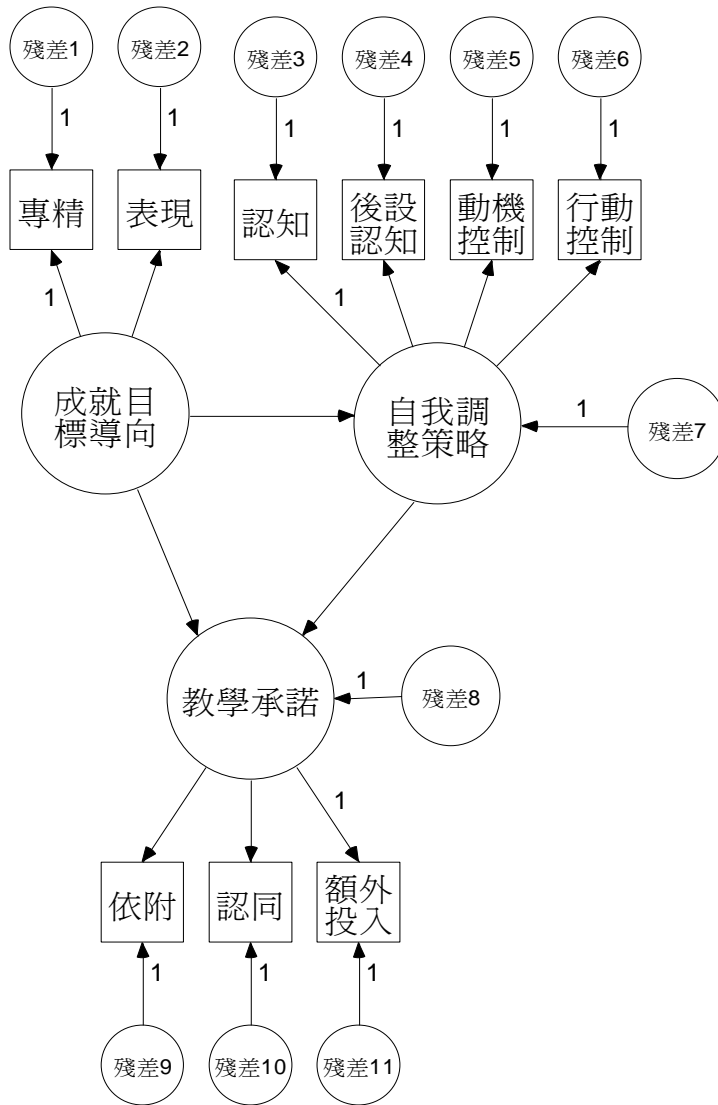 殘差1
殘差2
殘差3
殘差4
殘差5
殘差6
1
1
1
1
1
1
專精
表現
認知
後設
認知
動機
控制
行動
控制
1
1
成就目
標導向
自我調
整策略
1
殘差7
教學承諾
1
殘差8
1
依附
認同
額外
投入
1
1
1
殘差9
殘差10
殘差11